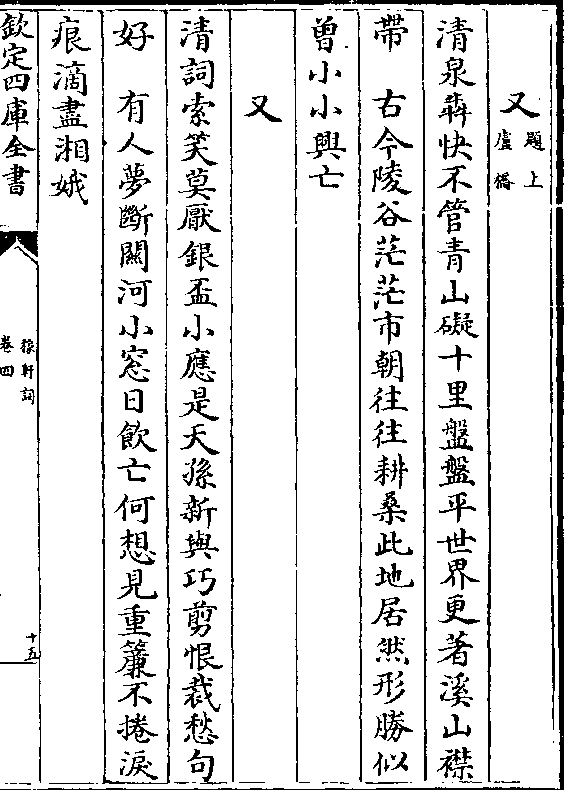 又題上
盧橋
清泉犇快不管青山礙十里盤盤平世界更著溪山襟
帶　古今陵谷茫茫市朝往往耕桑此地居然形勝似
曽小小興亡
又
清詞索笑莫厭銀盃小應是天孫新與巧剪恨裁愁句
好　有人夢斷關河小窓日飲亡何想見重簾不捲淚
痕滴盡湘娥
欽定四庫全書
稼軒詞
卷四
十五